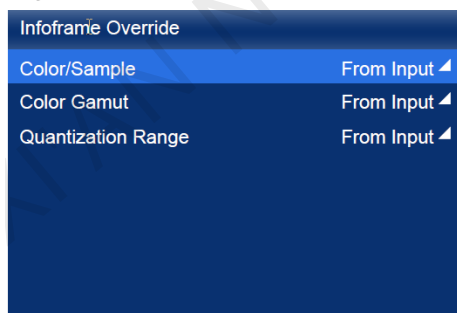 Infoframe Override
Color/Sample From Input
Color Gamut From Input
Quantization Range From Input